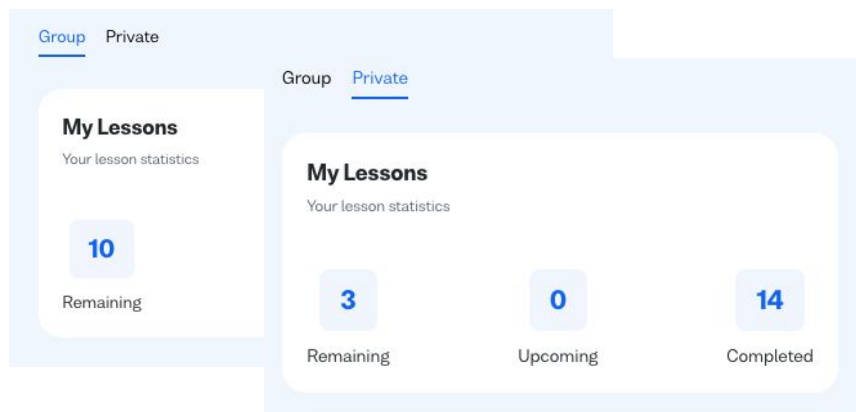 Group Private
My Lessons
Your lesson statistics
10
Remaining
Group Private
My Lessons
Your lesson statistics
3 0 14
Remaining Upcoming Completed